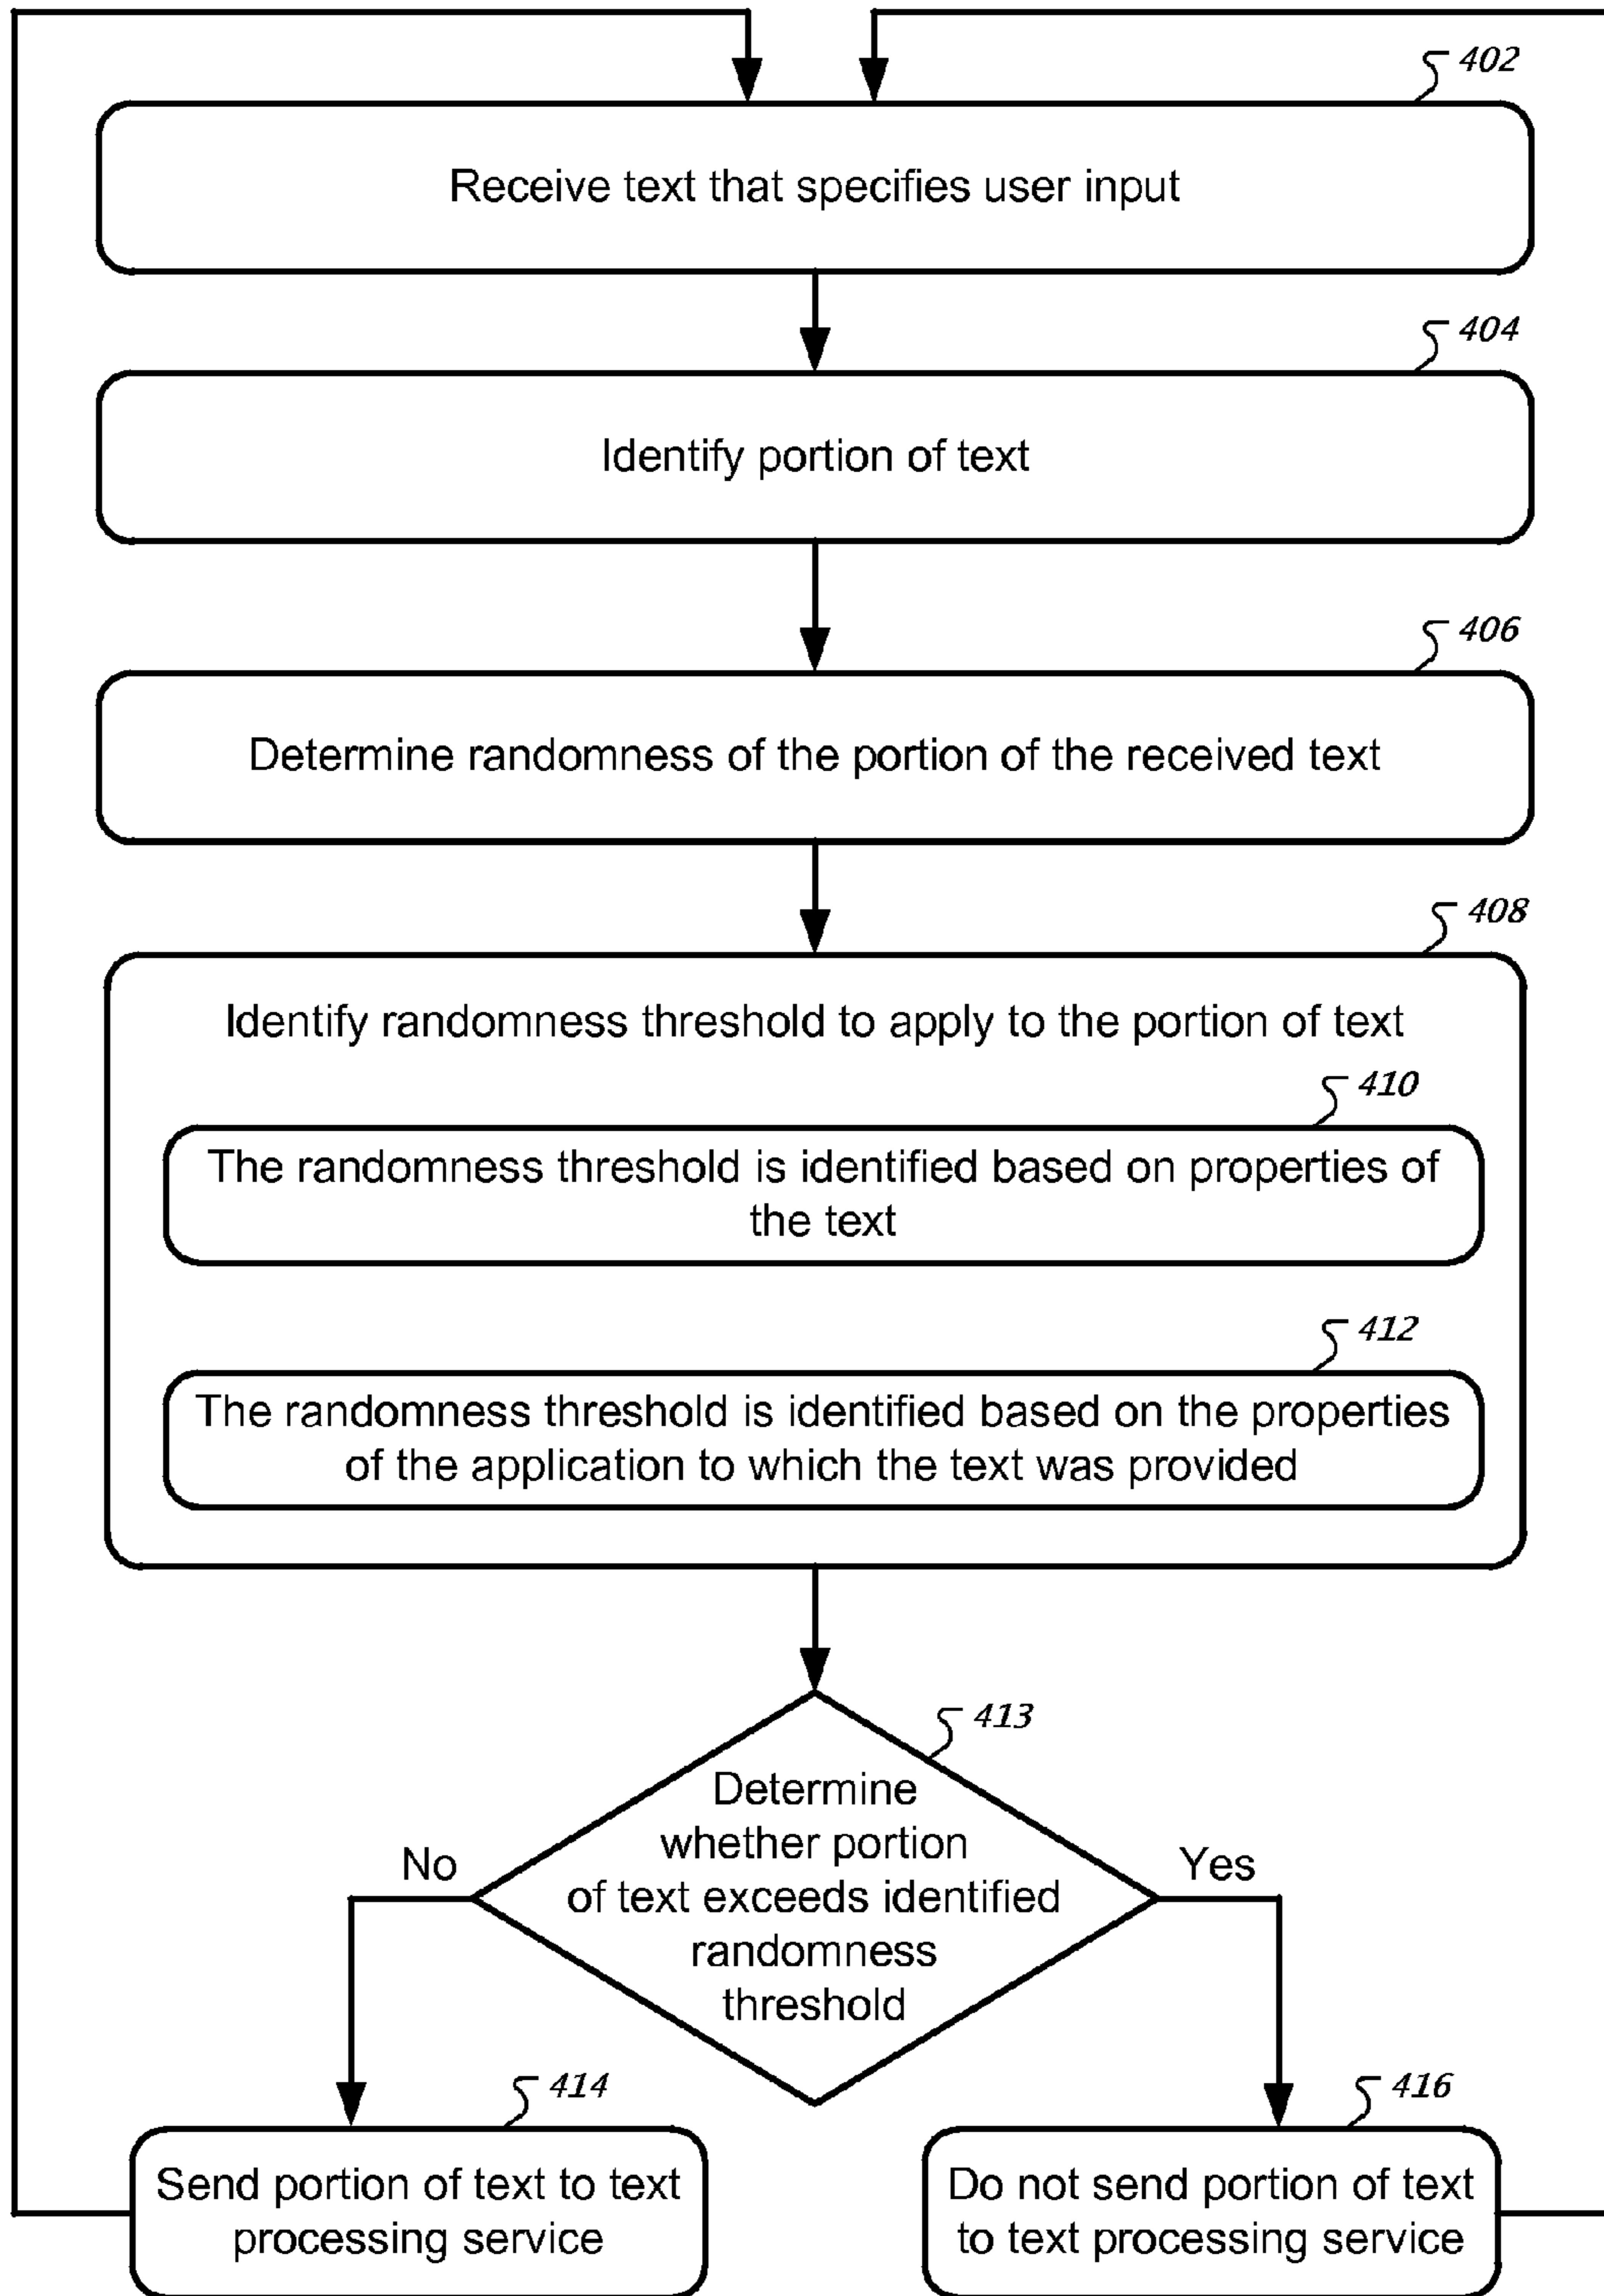 402
Receive text that specifies user input
404
Identify portion of text
406
Determine randomness of the portion of the received text
408
Identify randomness threshold to apply to the portion of text
410
The randomness threshold is identified based on properties of
the text
412
The randomness threshold is identified based on the properties
of the application to which the text was provided
413
Determine
whether portion
of text exceeds identified
randomness
threshold
No
Yes
414
Send portion of text to text
processing service
416
Do not send portion of text
to text processing service